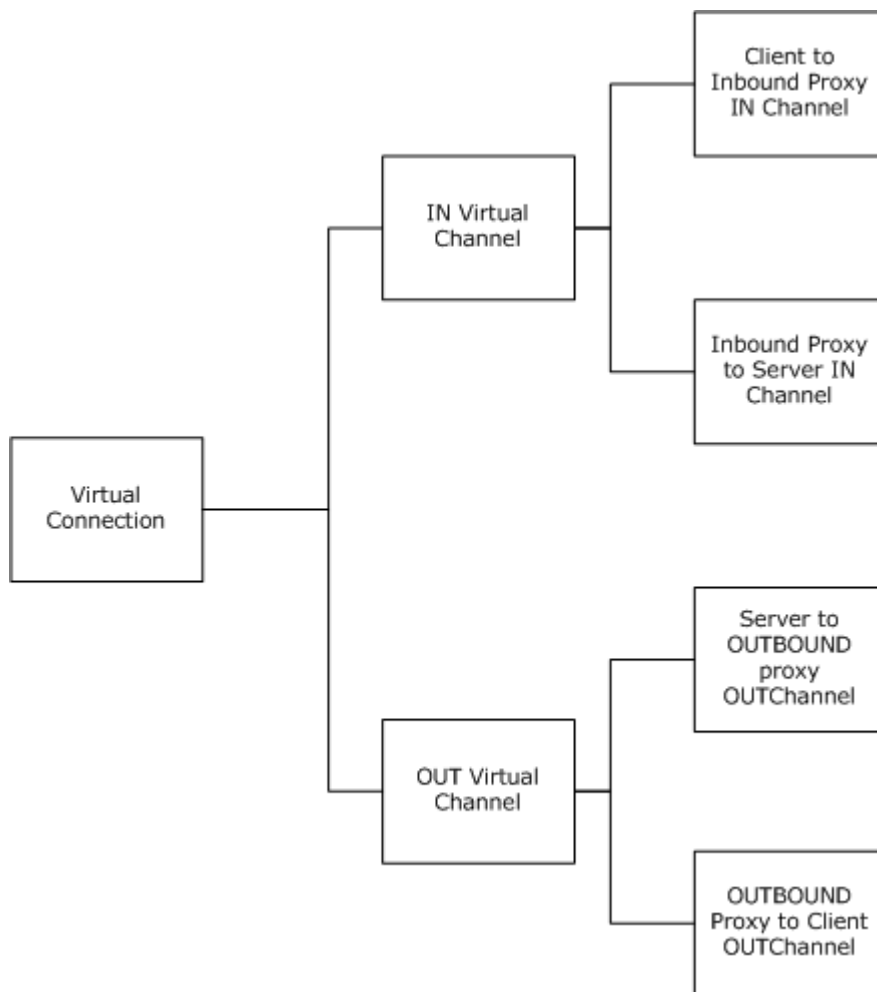 Client to
Inbound Proxy
IN Channel
IN Virtual
Channel
Inbound Proxy
to Server IN
Channel
Virtual
Connection
Server to
OUTBOUND
proxy
OUTChannel
OUT Virtual
Channel
OUTBOUND
Proxy to Client
OUTChannel